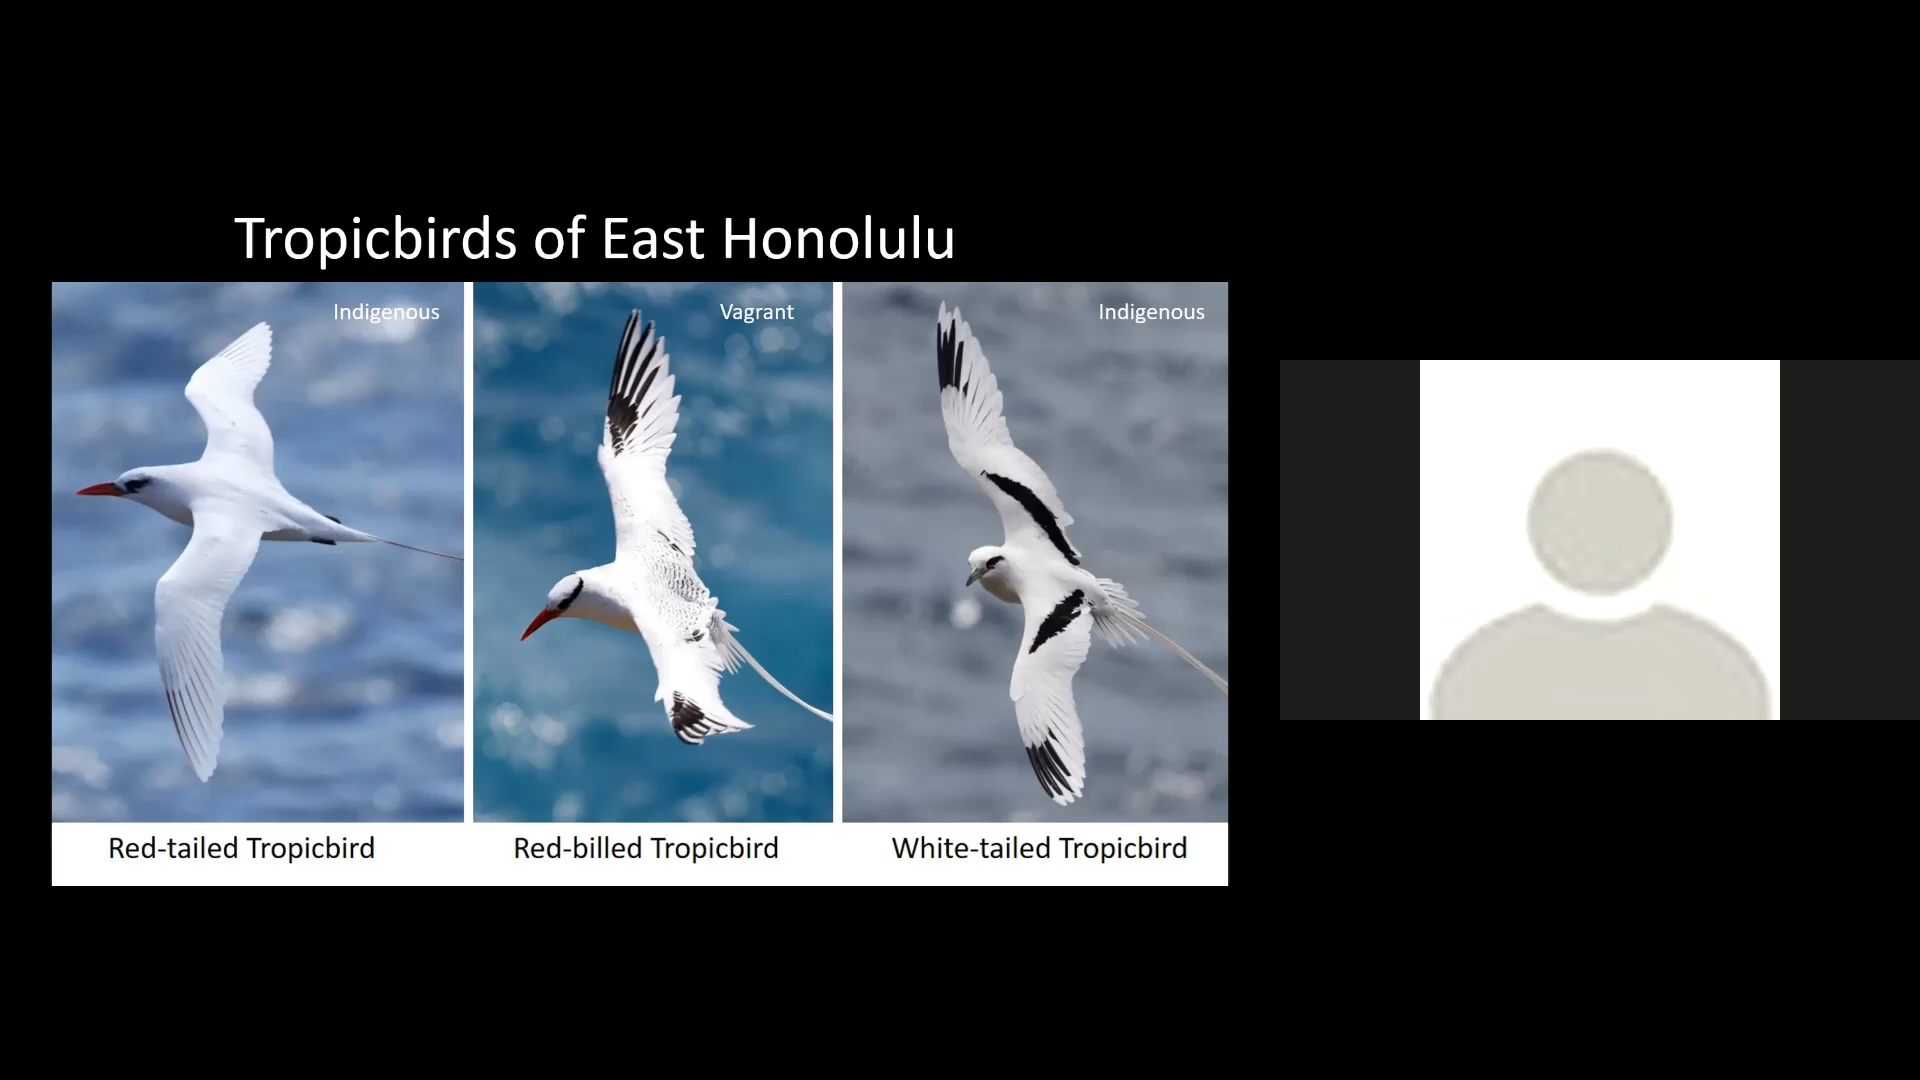 Tropicbirds of East Honolulu
Indigenous
Vagrant
Indigenous
Red-tailed Tropicbird
Red-billed Tropicbird
White-tailed Tropicbird